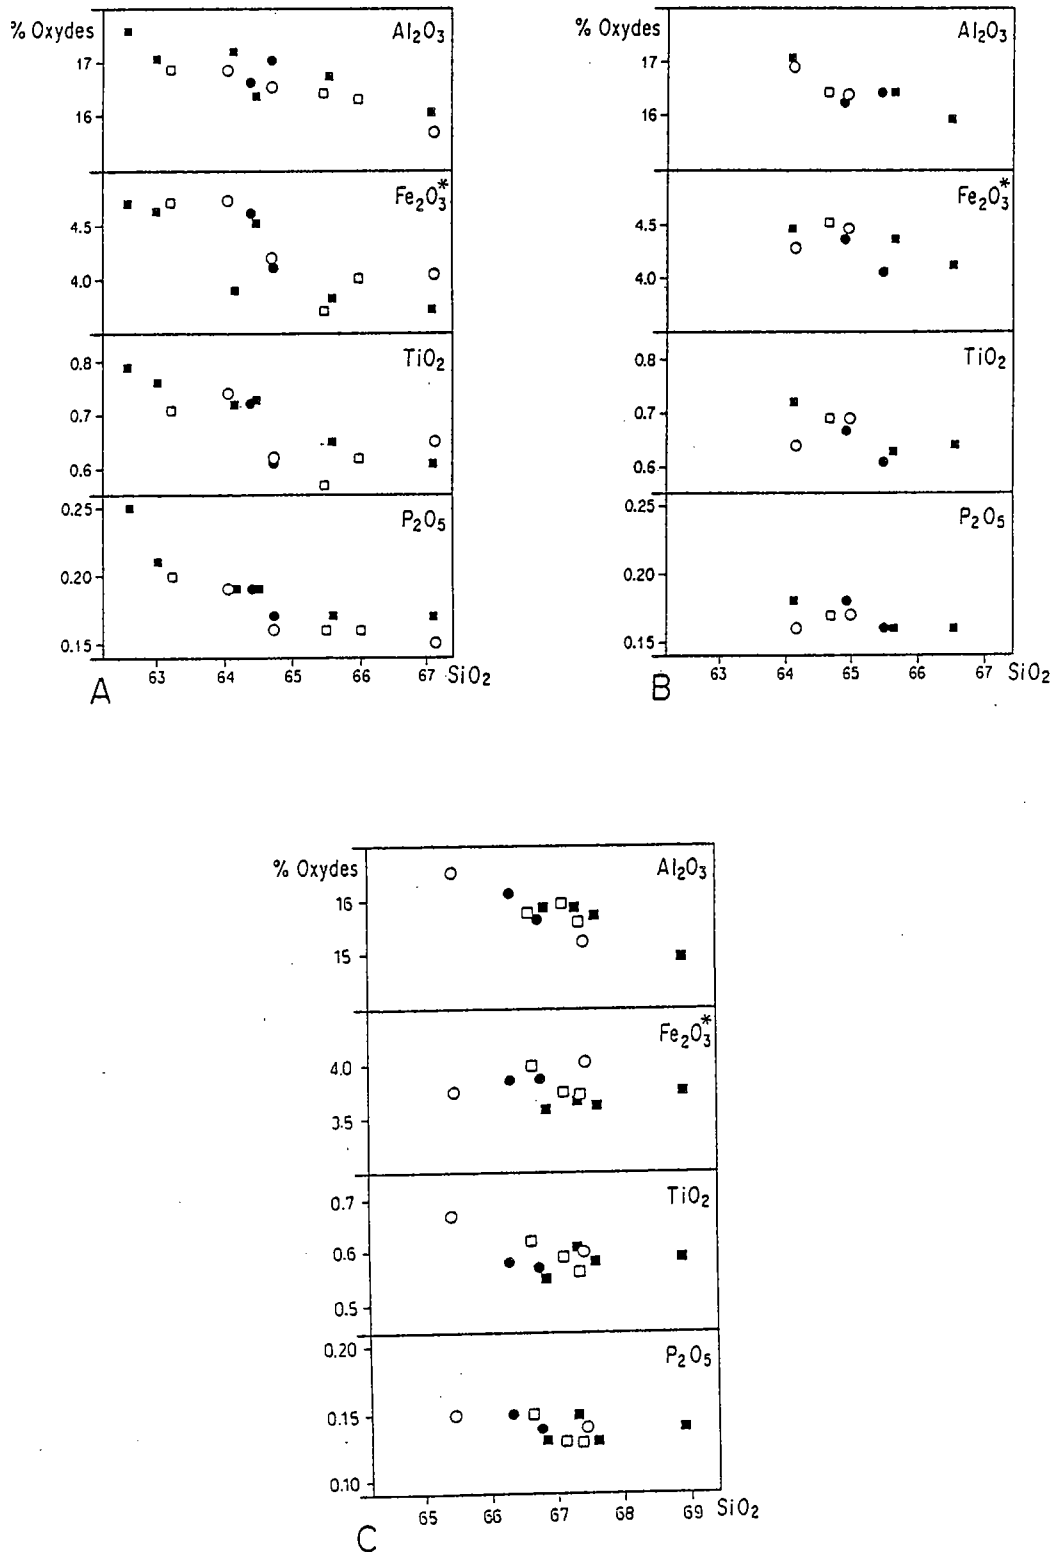 % Oxydes
Al₂O₃
17
16
Fe₂O₃*
4.5
4.0
TiO₂
0.8
0.7
0.6
P₂O₅
0.25
0.20
0.15
63 64 65 66 67 SiO₂
A
% Oxydes
Al₂O₃
17
16
Fe₂O₃*
4.5
4.0
TiO₂
0.8
0.7
0.6
P₂O₅
0.25
0.20
0.15
63 64 65 66 67 SiO₂
B
% Oxydes
Al₂O₃
16
15
Fe₂O₃*
4.0
3.5
TiO₂
0.7
0.6
0.5
P₂O₅
0.20
0.15
0.10
65 66 67 68 69 SiO₂
C